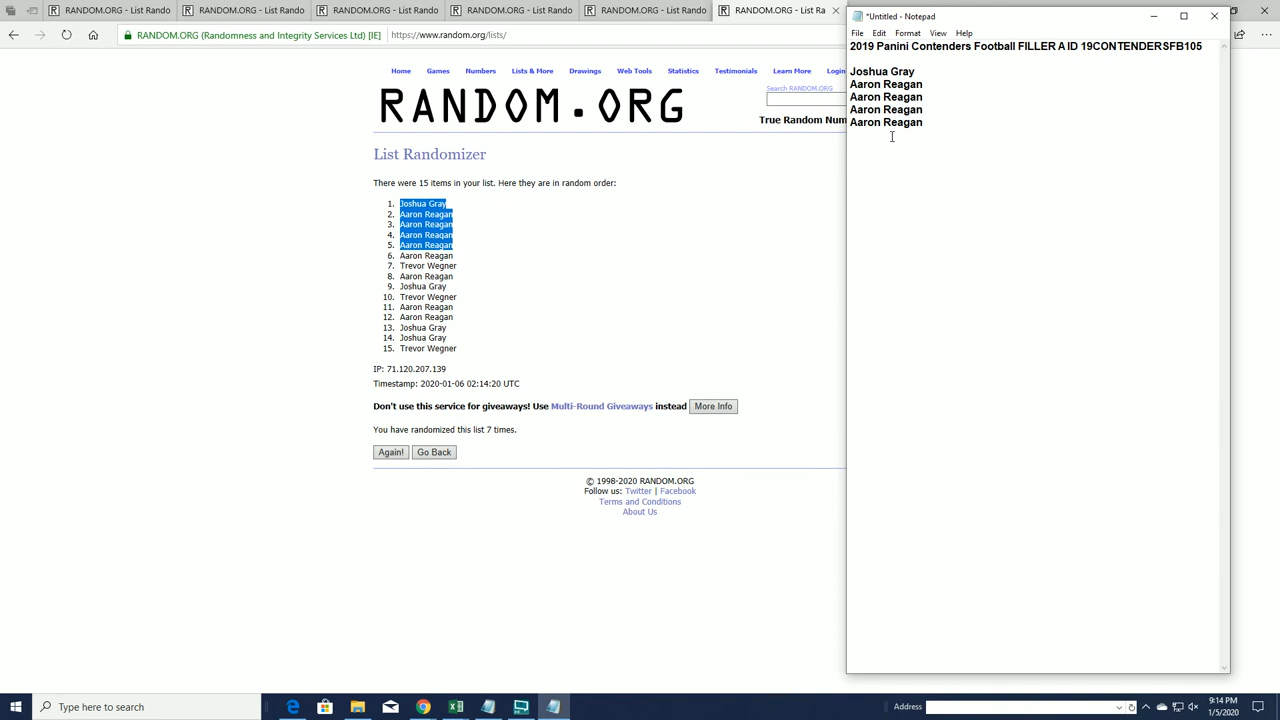 RANDOM.ORG - List Rando
RANDOM.ORG - List Rando
RANDOM.ORG - List Rando
RANDOM.ORG - List Rando
RANDOM.ORG - List Rando
RANDOM.ORG - List Ra
RANDOM.ORG (Randomness and Integrity Services Ltd) [IE]
https://www.random.org/lists/
Home Games Numbers Lists & More Drawings Web Tools Statistics Testimonials Learn More Login
Search RANDOM.ORG
RANDOM.ORG
True Random Num
List Randomizer
There were 15 items in your list. Here they are in random order:
1. Joshua Gray
2. Aaron Reagan
3. Aaron Reagan
4. Aaron Reagan
5. Aaron Reagan
6. Aaron Reagan
7. Trevor Wegner
8. Aaron Reagan
9. Joshua Gray
10. Trevor Wegner
11. Aaron Reagan
12. Aaron Reagan
13. Joshua Gray
14. Joshua Gray
15. Trevor Wegner
IP: 71.120.207.139
Timestamp: 2020-01-06 02:14:20 UTC
Don't use this service for giveaways! Use Multi-Round Giveaways instead More Info
You have randomized this list 7 times.
Again! Go Back
© 1998-2020 RANDOM.ORG
Follow us: Twitter | Facebook
Terms and Conditions
About Us
*Untitled - Notepad
File Edit Format View Help
2019 Panini Contenders Football FILLER A ID 19CONTENDERSFB105
Joshua Gray
Aaron Reagan
Aaron Reagan
Aaron Reagan
Aaron Reagan
Type here to search
Address
9:14 PM
1/5/2020